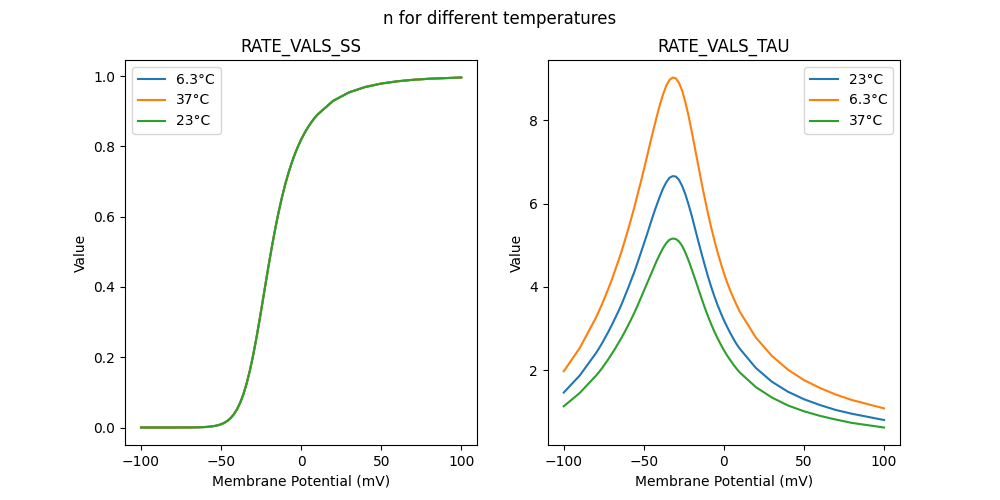 n for different temperatures
RATE_VALS_SS
6.3°C
37°C
23°C
1.0
0.8
0.6
0.4
0.2
0.0
Value
−100
−50
0
50
100
Membrane Potential (mV)
RATE_VALS_TAU
23°C
6.3°C
37°C
8
6
4
2
Value
−100
−50
0
50
100
Membrane Potential (mV)